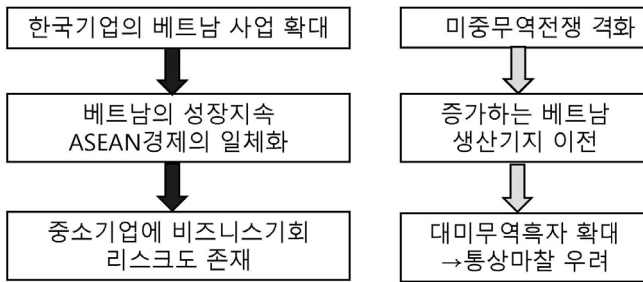 한국기업의 베트남 사업 확대
베트남의 성장지속
ASEAN경제의 일체화
중소기업에 비즈니스기회
리스크도 존재
미중무역전쟁 격화
증가하는 베트남
생산기지 이전
대미무역흑자 확대
→통상마찰 우려